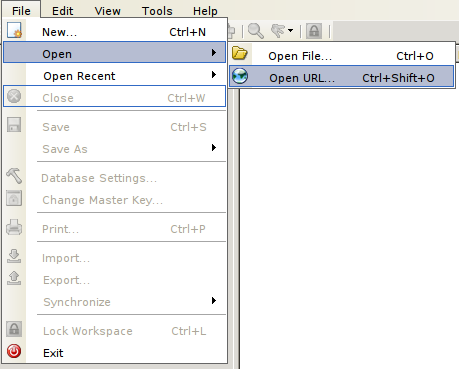 File Edit View Tools Help
New... Ctrl+N
Open
Open File... Ctrl+O
Open Recent
Open URL... Ctrl+Shift+O
Close Ctrl+W
Save Ctrl+S
Save As
Database Settings...
Change Master Key...
Print... Ctrl+P
Import...
Export...
Synchronize
Lock Workspace Ctrl+L
Exit